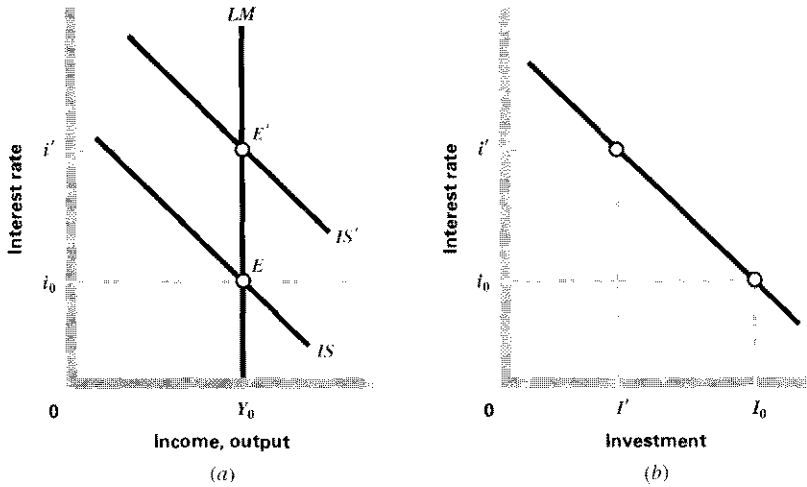 LM
Interest rate
i′
E′
IS′
i₀
E
IS
0
Y₀
Income, output
(a)
Interest rate
i′
i₀
0
I′
I₀
Investment
(b)